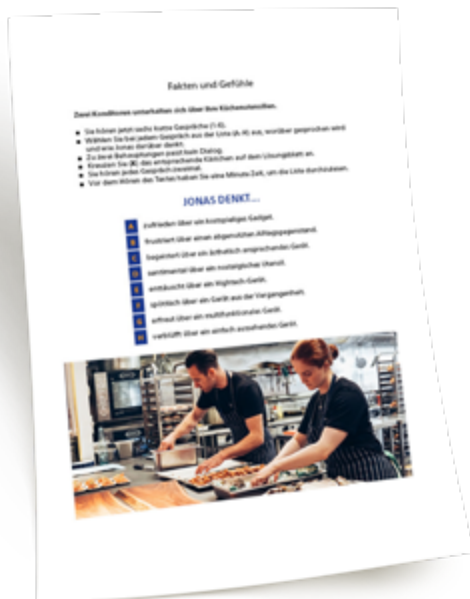 Fakten und Gefühle
Zwei Konditoren unterhalten sich über ihre Küchenutensilien.
Sie hören jetzt sechs kurze Gespräche (1-6).
Wählen Sie bei jedem Gespräch aus der Liste (A-H) aus, worüber gesprochen wird
und wie Jonas darüber denkt.
Zu zwei Behauptungen passt kein Dialog.
Kreuzen Sie (X) das entsprechende Kästchen auf dem Lösungsblatt an.
Sie hören jedes Gespräch zweimal.
Vor dem Hören des Textes haben Sie eine Minute Zeit, um die Liste durchzulesen.
JONAS DENKT...
A zufrieden über ein kostspieliges Gadget.
B frustriert über einen abgenutzten Alltagsgegenstand.
C begeistert über ein ästhetisch ansprechendes Gerät.
D sentimental über ein nostalgisches Utensil.
E enttäuscht über ein Hightech-Gerät.
F spöttisch über ein Gerät aus der Vergangenheit.
G erfreut über ein multifunktionales Gerät.
H verblüfft über ein einfach aussehendes Gerät.